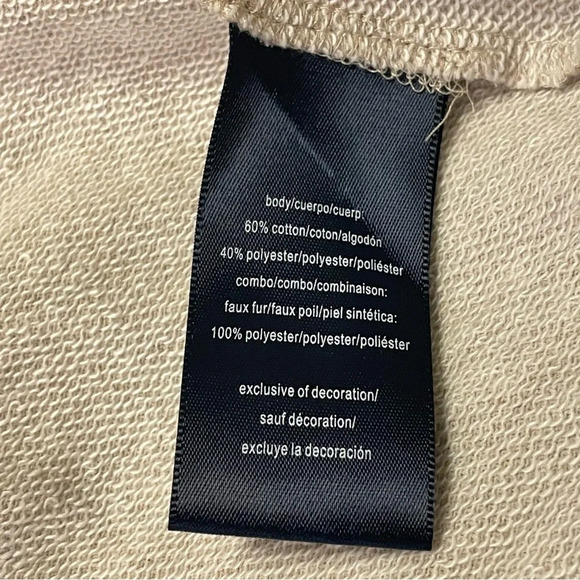 body/cuerpo/cuerp:
60% cotton/coton/algodón
40% polyester/polyester/poliéster
combo/combo/combinaison:
faux fur/faux poil/piel sintética:
100% polyester/polyester/poliéster
exclusive of decoration/
sauf décoration/
excluye la decoración